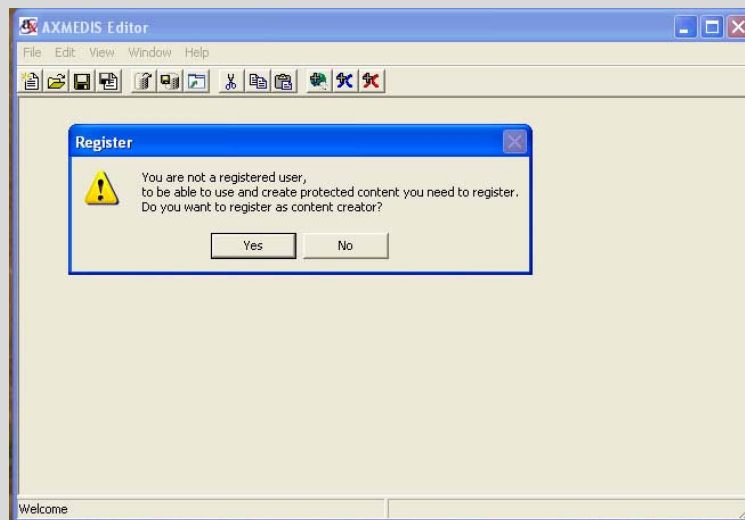 AXMEDIS Editor
File Edit View Window Help
Register
You are not a registered user,
to be able to use and create protected content you need to register.
Do you want to register as content creator?
Yes No
Welcome